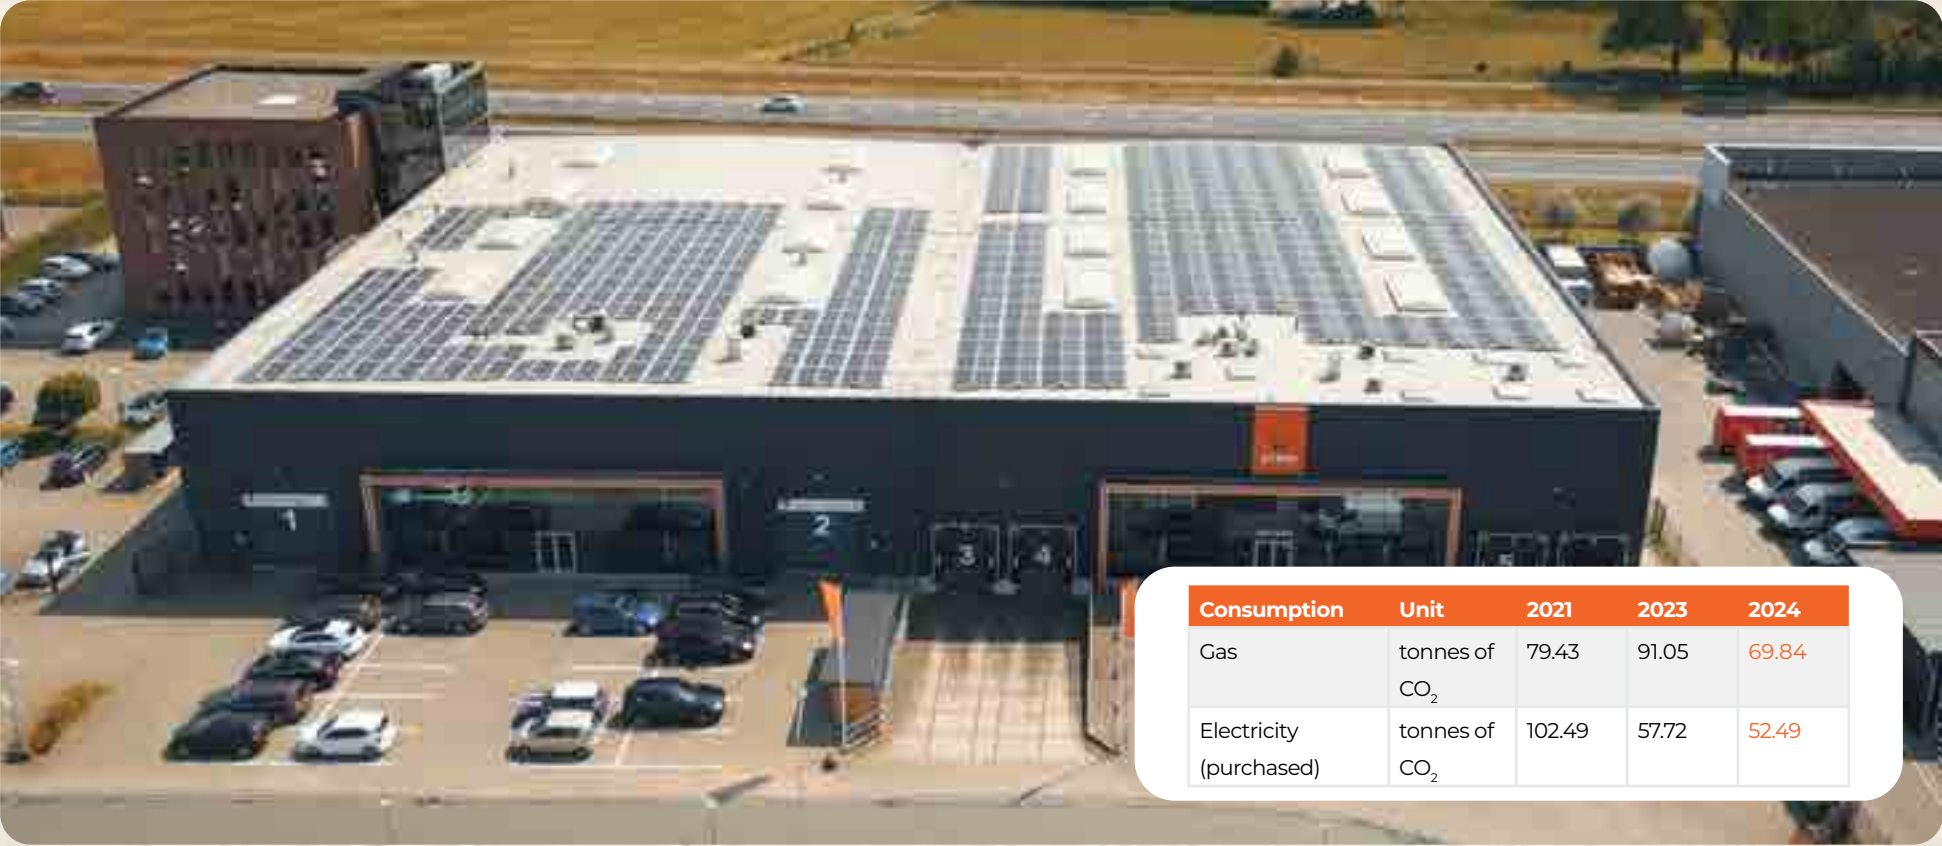 1
2
3
4
Consumption Unit 2021 2023 2024
Gas tonnes of CO₂ 79.43 91.05 69.84
Electricity (purchased) tonnes of CO₂ 102.49 57.72 52.49